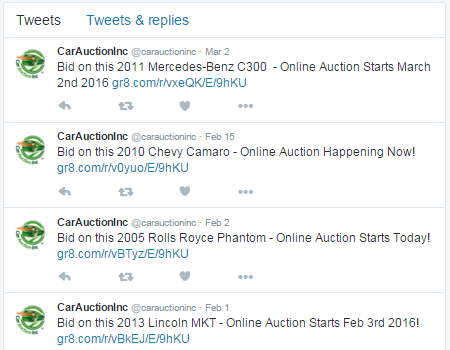 Tweets Tweets & replies
CarAuctionInc @carauctioninc · Mar 2
Bid on this 2011 Mercedes-Benz C300 - Online Auction Starts March
2nd 2016 gr8.com/r/vxeQK/E/9hKU
CarAuctionInc @carauctioninc · Feb 15
Bid on this 2010 Chevy Camaro - Online Auction Happening Now!
gr8.com/r/v0yuo/E/9hKU
CarAuctionInc @carauctioninc · Feb 2
Bid on this 2005 Rolls Royce Phantom - Online Auction Starts Today!
gr8.com/r/vBTyz/E/9hKU
CarAuctionInc @carauctioninc · Feb 1
Bid on this 2013 Lincoln MKT - Online Auction Starts Feb 3rd 2016!
gr8.com/r/vBkEJ/E/9hKU